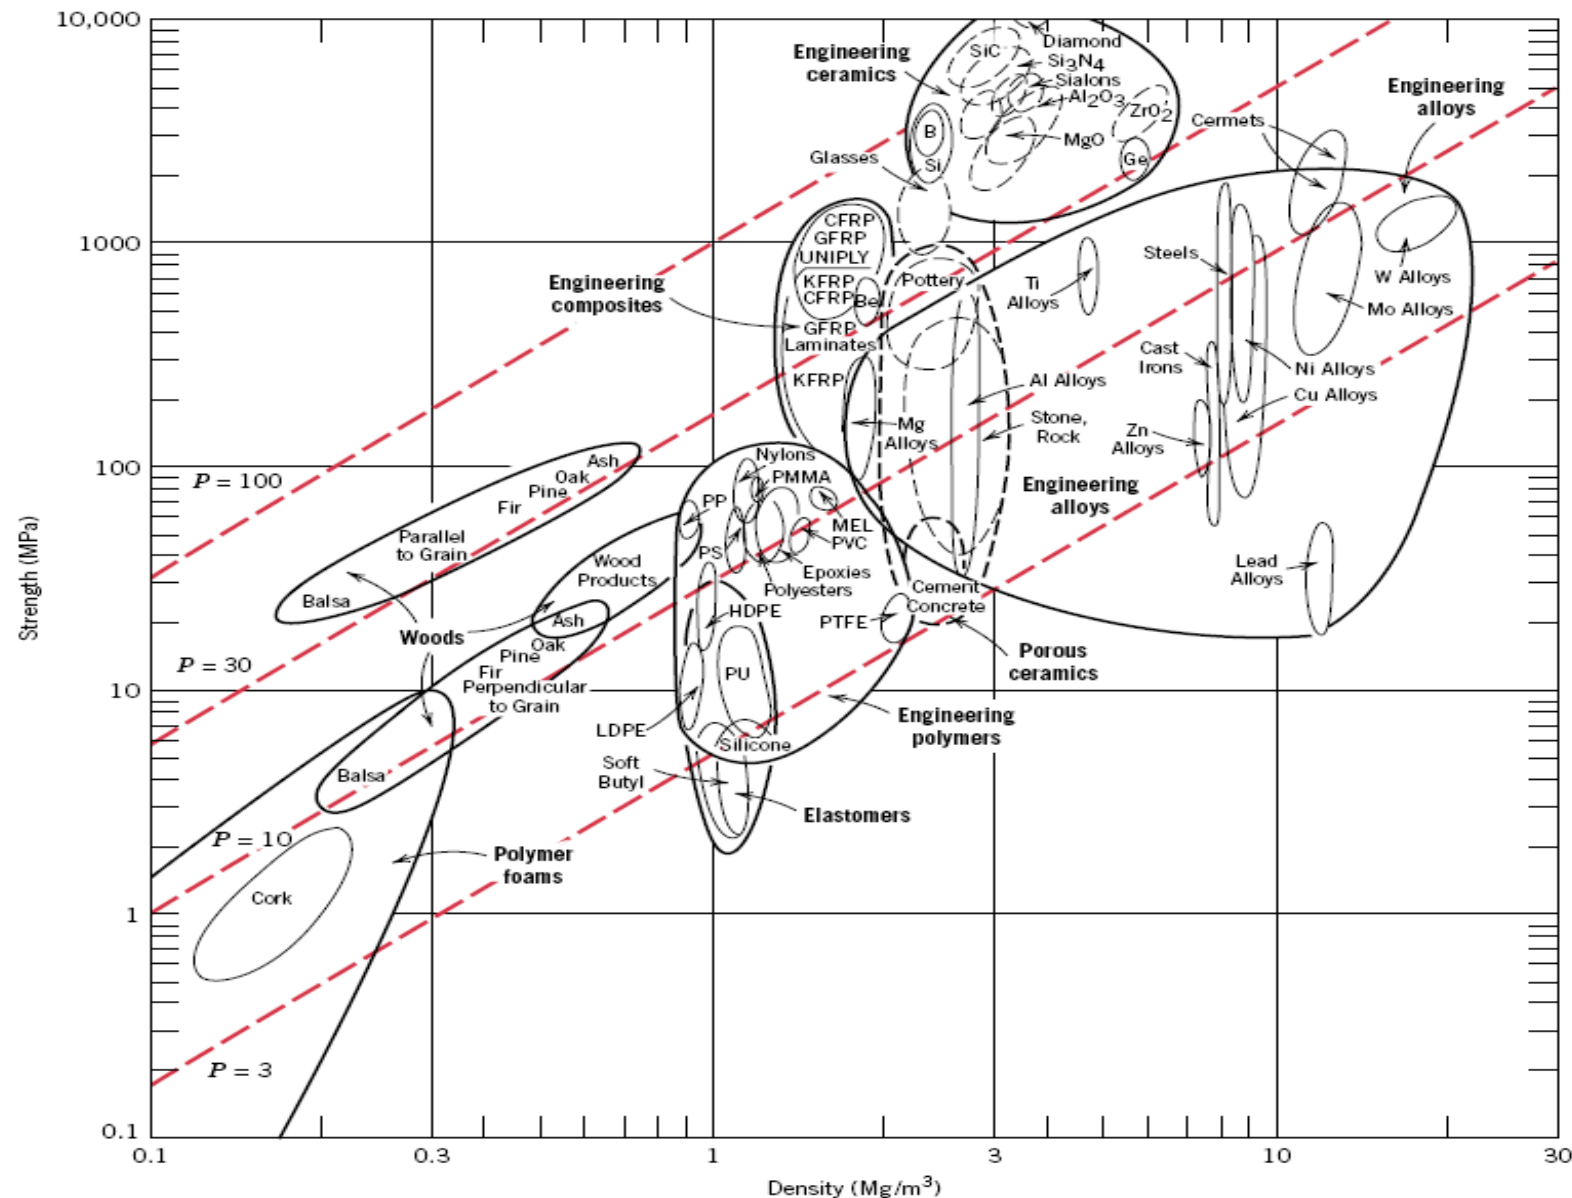 10,000
1000
100
10
1
0.1
Strength (MPa)
0.1
0.3
1
3
10
30
Density (Mg/m³)
Engineering
ceramics
SiC
Diamond
Si₃N₄
Sialons
Al₂O₃
ZrO₂
MgO
B
Si
Ge
Glasses
Cermets
Engineering
alloys
CFRP
GFRP
UNIPLY
KFRP
CFRP
Be
GFRP
Laminates
KFRP
Engineering
composites
Pottery
Ti
Alloys
Steels
W Alloys
Mo Alloys
Cast
Irons
Ni Alloys
Cu Alloys
Al Alloys
Stone,
Rock
Mg
Alloys
Zn
Alloys
Engineering
alloys
Lead
Alloys
P = 100
Ash
Oak
Pine
Fir
Parallel
to Grain
Balsa
Woods
Wood
Products
Nylons
PMMA
PP
PS
MEL
PVC
Epoxies
Polyesters
HDPE
PTFE
Cement
Concrete
Porous
ceramics
P = 30
Ash
Oak
Pine
Fir
Perpendicular
to Grain
Balsa
PU
LDPE
Silicone
Engineering
polymers
Soft
Butyl
Elastomers
P = 10
Polymer
foams
Cork
P = 3